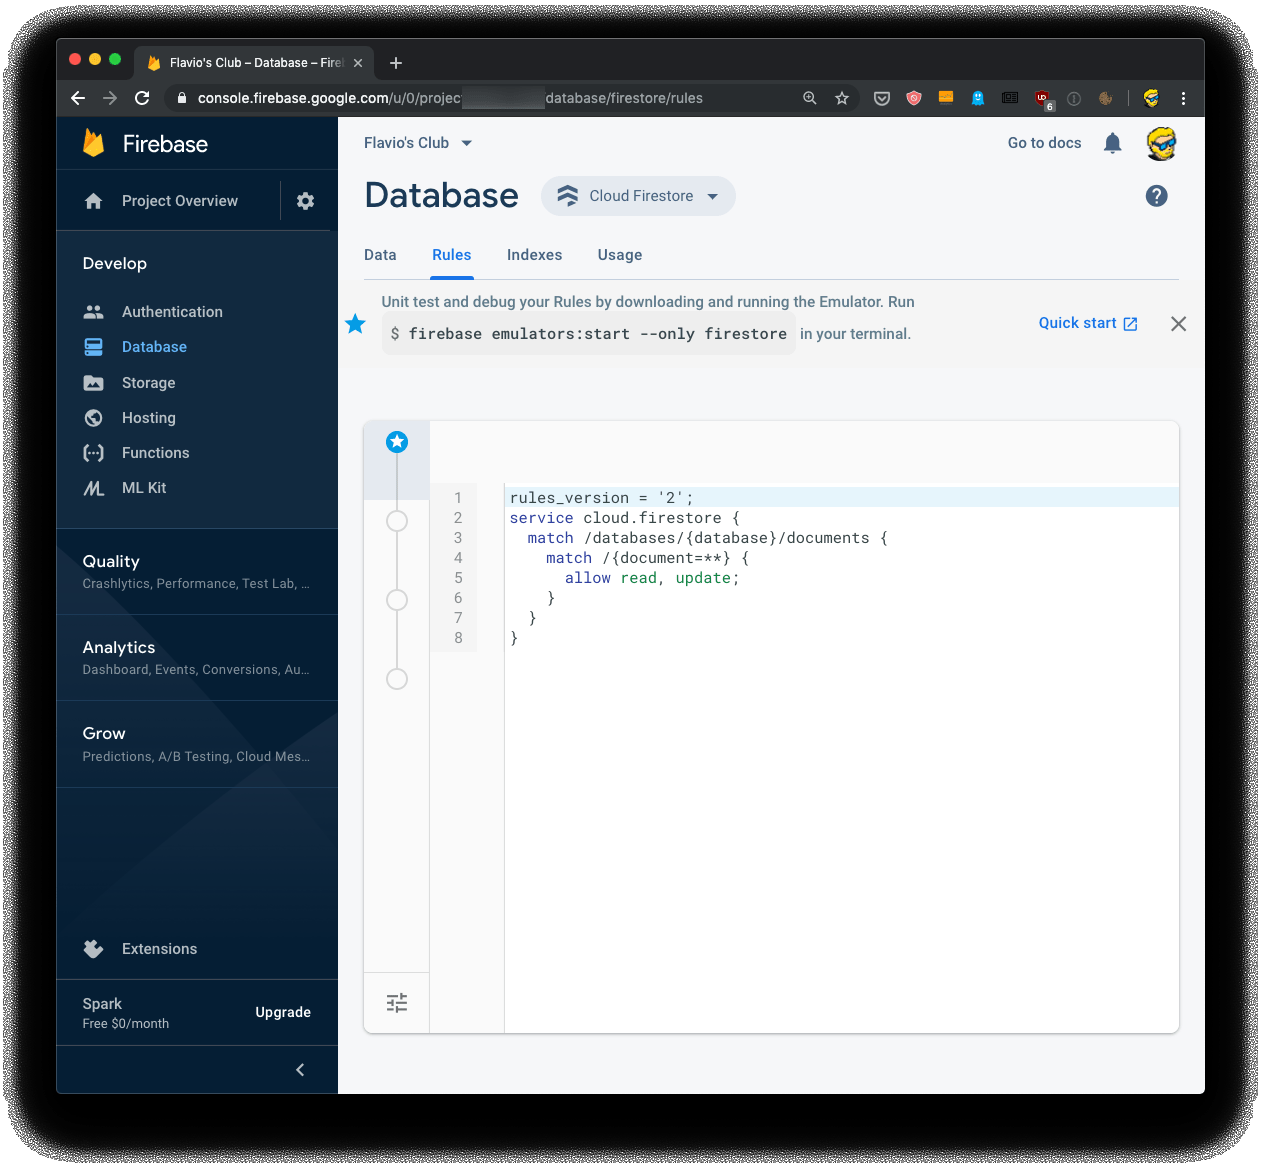 Flavio's Club – Database – Fire
console.firebase.google.com/u/0/projec database/firestore/rules
UD
6
Firebase
Flavio's Club
Go to docs
Project Overview
Database
Cloud Firestore
?
Develop
Data
Rules
Indexes
Usage
Authentication
Database
Storage
Hosting
Functions
ML Kit
Unit test and debug your Rules by downloading and running the Emulator. Run
$ firebase emulators:start --only firestore in your terminal.
Quick start
1 rules_version = '2';
2 service cloud.firestore {
3 match /databases/{database}/documents {
4 match /{document=**} {
5 allow read, update;
6 }
7 }
8 }
Quality
Crashlytics, Performance, Test Lab, ...
Analytics
Dashboard, Events, Conversions, Au...
Grow
Predictions, A/B Testing, Cloud Mes...
Extensions
Spark
Free $0/month
Upgrade